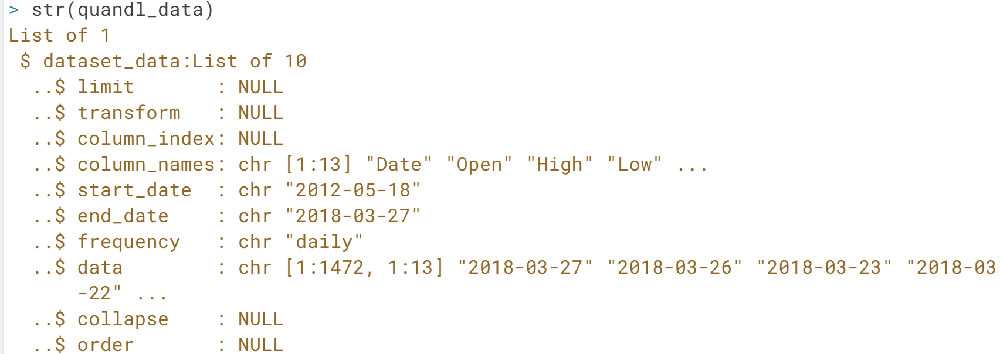 > str(quandl_data)
List of 1
 $ dataset_data:List of 10
  ..$ limit       : NULL
  ..$ transform   : NULL
  ..$ column_index: NULL
  ..$ column_names: chr [1:13] "Date" "Open" "High" "Low" ...
  ..$ start_date  : chr "2012-05-18"
  ..$ end_date    : chr "2018-03-27"
  ..$ frequency   : chr "daily"
  ..$ data        : chr [1:1472, 1:13] "2018-03-27" "2018-03-26" "2018-03-23" "2018-03
      -22" ...
  ..$ collapse    : NULL
  ..$ order       : NULL